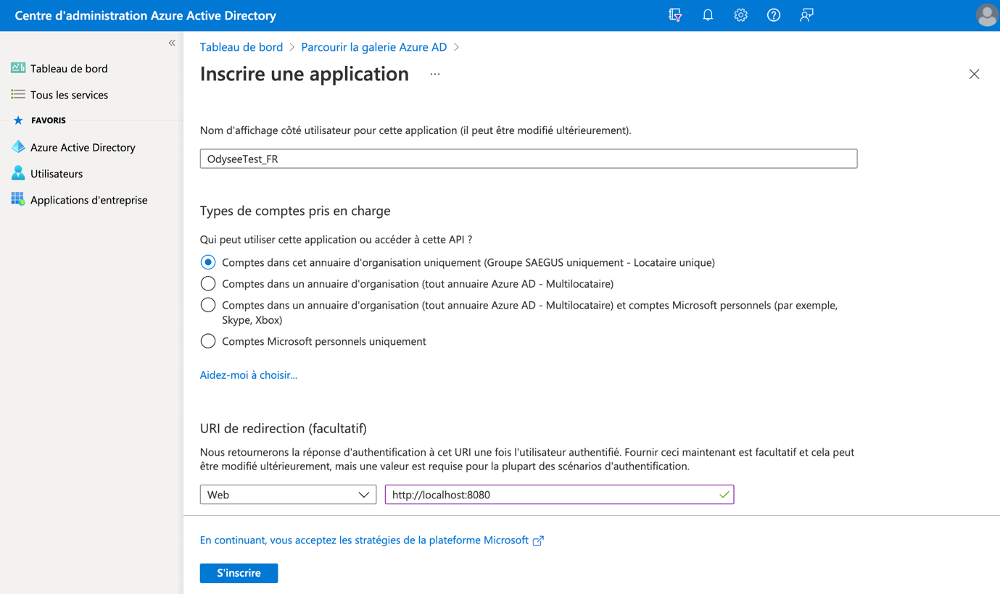 Centre d'administration Azure Active Directory
Tableau de bord
Tous les services
FAVORIS
Azure Active Directory
Utilisateurs
Applications d'entreprise
Tableau de bord > Parcourir la galerie Azure AD >
Inscrire une application ...
Nom d'affichage côté utilisateur pour cette application (il peut être modifié ultérieurement).
OdyseeTest_FR
Types de comptes pris en charge
Qui peut utiliser cette application ou accéder à cette API ?
Comptes dans cet annuaire d'organisation uniquement (Groupe SAEGUS uniquement - Locataire unique)
Comptes dans un annuaire d'organisation (tout annuaire Azure AD - Multilocataire)
Comptes dans un annuaire d'organisation (tout annuaire Azure AD - Multilocataire) et comptes Microsoft personnels (par exemple,
Skype, Xbox)
Comptes Microsoft personnels uniquement
Aidez-moi à choisir...
URI de redirection (facultatif)
Nous retournerons la réponse d'authentification à cet URI une fois l'utilisateur authentifié. Fournir ceci maintenant est facultatif et cela peut
être modifié ultérieurement, mais une valeur est requise pour la plupart des scénarios d'authentification.
Web http://localhost:8080
En continuant, vous acceptez les stratégies de la plateforme Microsoft
S'inscrire